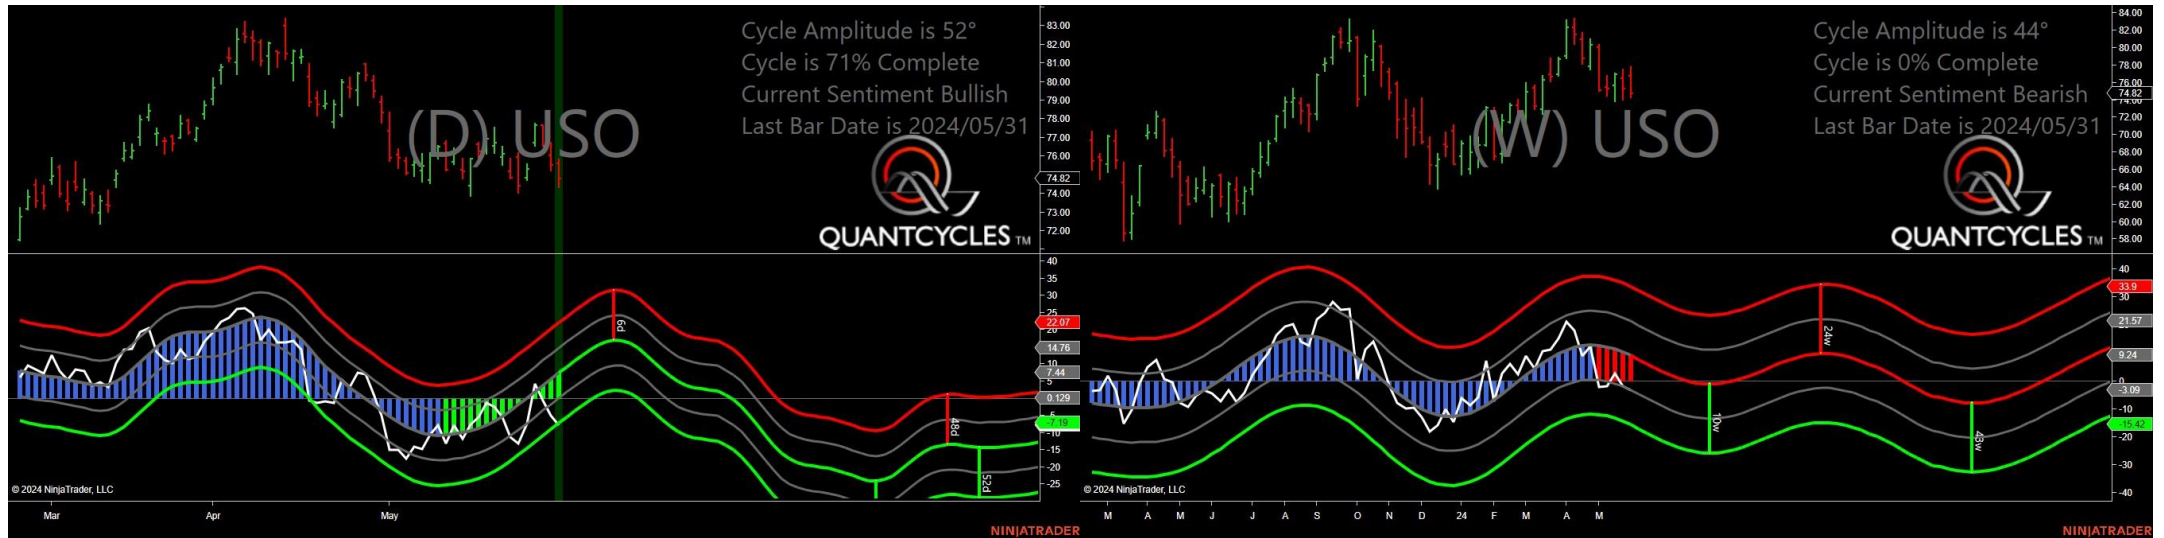 Cycle Amplitude is 52°
Cycle is 71% Complete
Current Sentiment Bullish
Last Bar Date is 2024/05/31
(D) USO
QUANTCYCLES TM
83.00
82.00
81.00
80.00
79.00
78.00
77.00
76.00
74.82
74.00
73.00
72.00
40
35
30
25
22.07
20
14.76
10
7.44
5
0.129
-5
-7.19
-10
-15
-20
-25
6d
48d
52d
© 2024 NinjaTrader, LLC
Mar
Apr
May
NINJATRADER
Cycle Amplitude is 44°
Cycle is 0% Complete
Current Sentiment Bearish
Last Bar Date is 2024/05/31
(W) USO
QUANTCYCLES TM
84.00
82.00
80.00
78.00
76.00
74.82
74.00
72.00
70.00
68.00
66.00
64.00
62.00
60.00
58.00
40
33.9
30
21.57
9.24
0
-3.09
-10
-15.42
-20
-30
-40
24w
10w
43w
© 2024 NinjaTrader, LLC
M A M J J A S O N D 24 F M A M
NINJATRADER